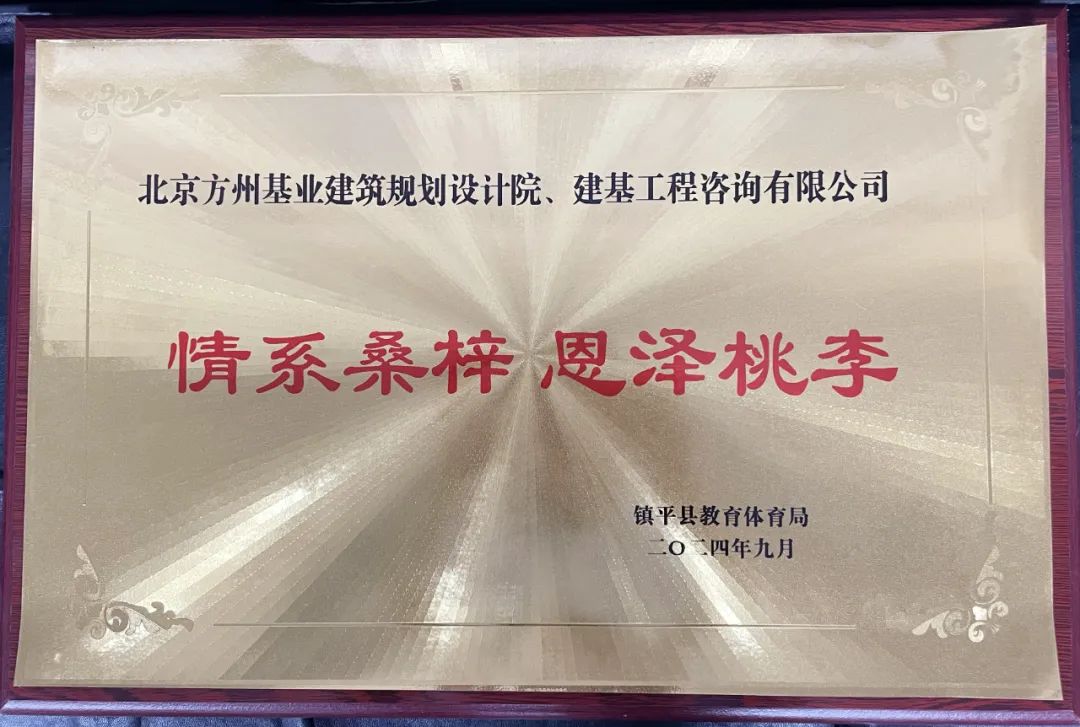 北京方州基业建筑规划设计院、建基工程咨询有限公司
情系桑梓 恩泽桃李
镇平县教育体育局
二〇二四年九月